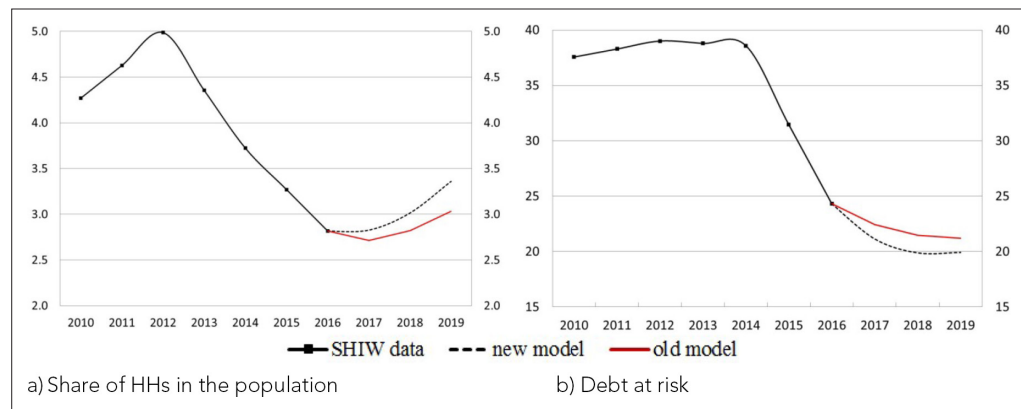 5.0 5.0 40 40
4.5 4.5 35 35
4.0 4.0 30 30
3.5 3.5
3.0 3.0 25 25
2.5 2.5 20 20
2.0 2.0 15 15
2010 2011 2012 2013 2014 2015 2016 2017 2018 2019 2010 2011 2012 2013 2014 2015 2016 2017 2018 2019
SHIW data new model old model
a) Share of HHs in the population b) Debt at risk